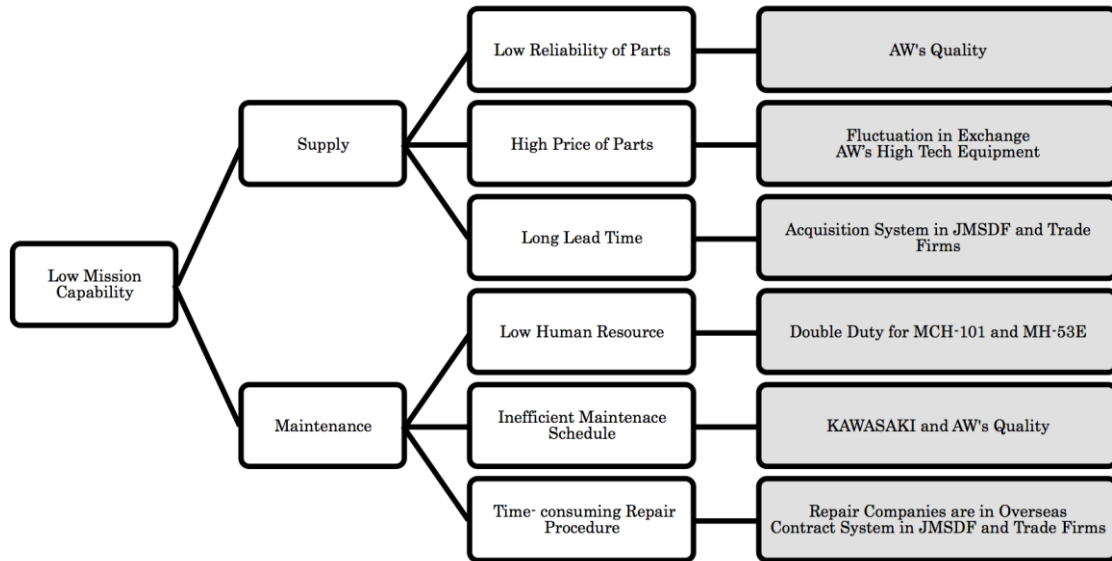 Low Mission
Capability
Supply
Low Reliability of Parts
AW's Quality
High Price of Parts
Fluctuation in Exchange
AW's High Tech Equipment
Long Lead Time
Acquisition System in JMSDF and Trade
Firms
Maintenance
Low Human Resource
Double Duty for MCH-101 and MH-53E
Inefficient Maintenace
Schedule
KAWASAKI and AW's Quality
Time- consuming Repair
Procedure
Repair Companies are in Overseas
Contract System in JMSDF and Trade Firms